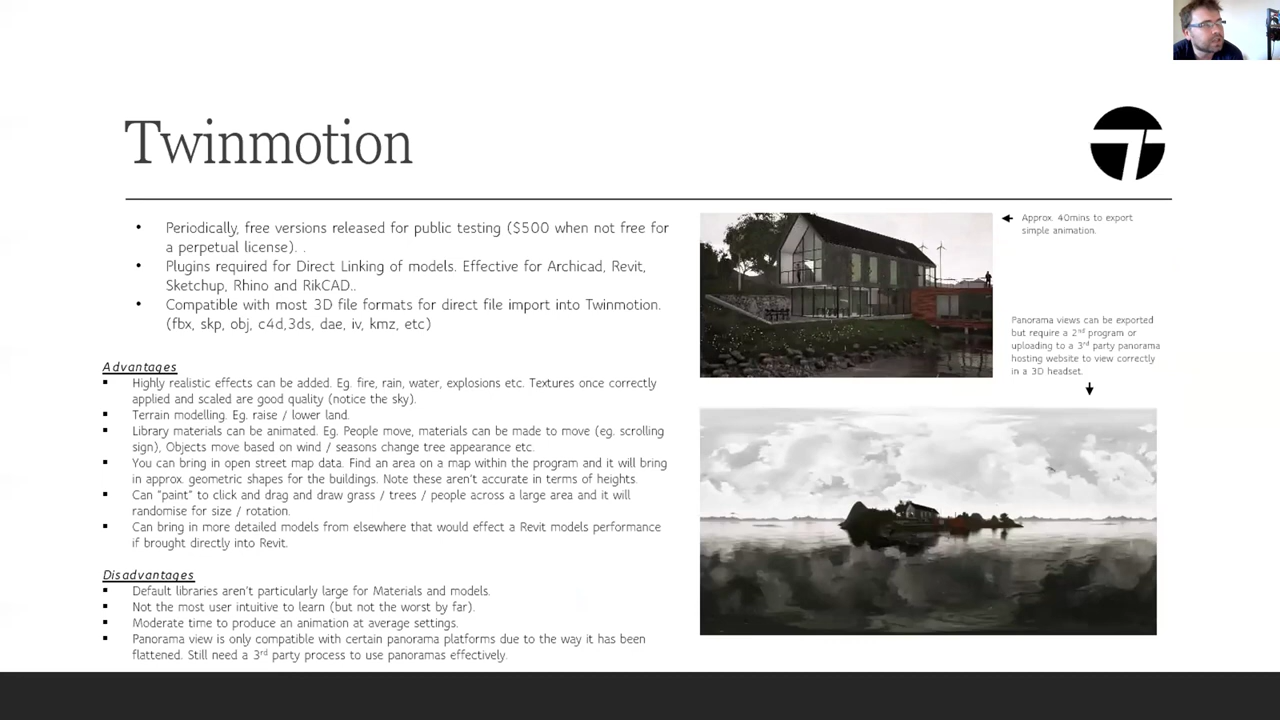 Twinmotion
• Periodically, free versions released for public testing ($500 when not free for
a perpetual license). .
• Plugins required for Direct Linking of models. Effective for Archicad, Revit,
Sketchup, Rhino and RikCAD..
• Compatible with most 3D file formats for direct file import into Twinmotion.
(fbx, skp, obj, c4d,3ds, dae, iv, kmz, etc)
Advantages
▪ Highly realistic effects can be added. Eg. fire, rain, water, explosions etc. Textures once correctly
applied and scaled are good quality (notice the sky).
▪ Terrain modelling. Eg. raise / lower land.
▪ Library materials can be animated. Eg. People move, materials can be made to move (eg. scrolling
sign), Objects move based on wind / seasons change tree appearance etc.
▪ You can bring in open street map data. Find an area on a map within the program and it will bring
in approx. geometric shapes for the buildings. Note these aren't accurate in terms of heights.
▪ Can "paint" to click and drag and draw grass / trees / people across a large area and it will
randomise for size / rotation.
▪ Can bring in more detailed models from elsewhere that would effect a Revit models performance
if brought directly into Revit.
Disadvantages
▪ Default libraries aren't particularly large for Materials and models.
▪ Not the most user intuitive to learn (but not the worst by far).
▪ Moderate time to produce an animation at average settings.
▪ Panorama view is only compatible with certain panorama platforms due to the way it has been
flattened. Still need a 3rd party process to use panoramas effectively.
Approx. 40mins to export
simple animation.
Panorama views can be exported
but require a 2nd program or
uploading to a 3rd party panorama
hosting website to view correctly
in a 3D headset.